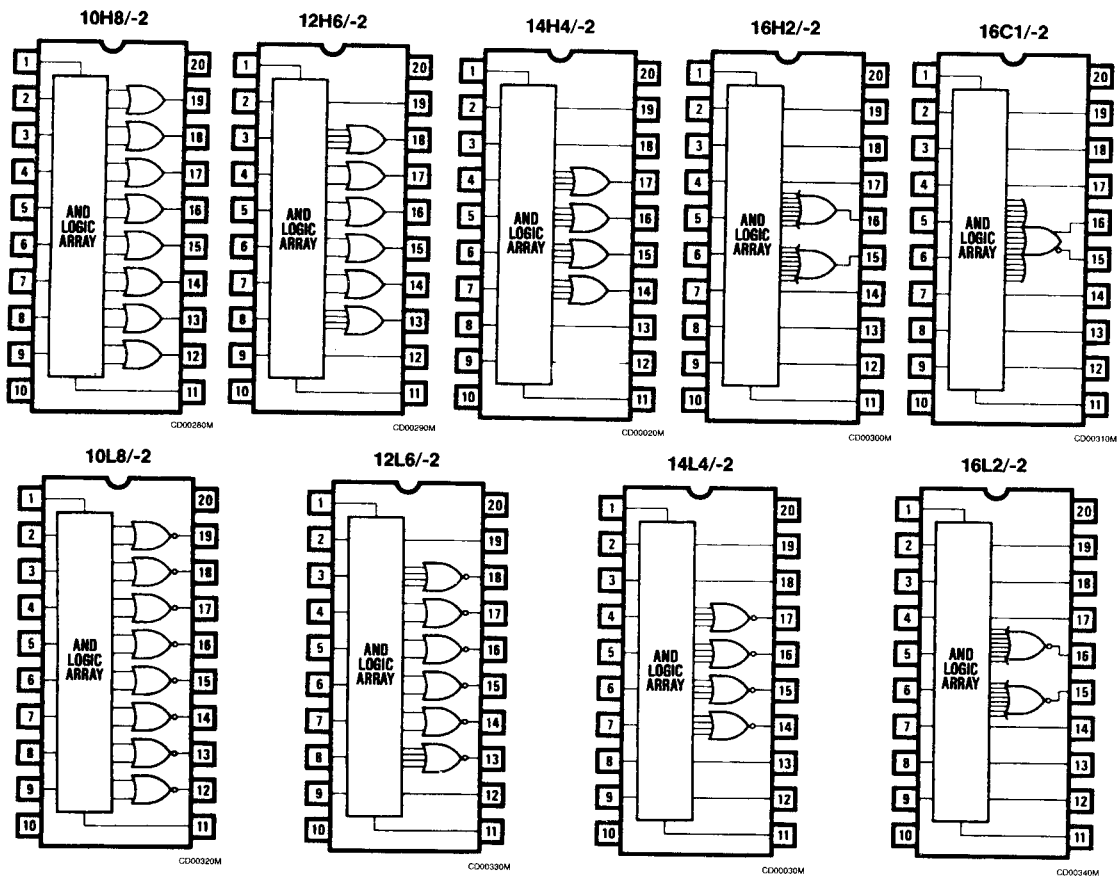 10H8/-2
1 20
2 19
3 18
4 17
5 16
AND
LOGIC
ARRAY
6 15
7 14
8 13
9 12
10 11
CD00280M
12H6/-2
1 20
2 19
3 18
4 17
5 16
AND
LOGIC
ARRAY
6 15
7 14
8 13
9 12
10 11
CD00290M
14H4/-2
1 20
2 19
3 18
4 17
5 16
AND
LOGIC
ARRAY
6 15
7 14
8 13
9 12
10 11
CD00020M
16H2/-2
1 20
2 19
3 18
4 17
5 16
AND
LOGIC
ARRAY
6 15
7 14
8 13
9 12
10 11
CD00300M
16C1/-2
1 20
2 19
3 18
4 17
5 16
AND
LOGIC
ARRAY
6 15
7 14
8 13
9 12
10 11
CD00310M
10L8/-2
1 20
2 19
3 18
4 17
5 16
AND
LOGIC
ARRAY
6 15
7 14
8 13
9 12
10 11
CD00320M
12L6/-2
1 20
2 19
3 18
4 17
5 16
AND
LOGIC
ARRAY
6 15
7 14
8 13
9 12
10 11
CD00330M
14L4/-2
1 20
2 19
3 18
4 17
5 16
AND
LOGIC
ARRAY
6 15
7 14
8 13
9 12
10 11
CD00030M
16L2/-2
1 20
2 19
3 18
4 17
5 16
AND
LOGIC
ARRAY
6 15
7 14
8 13
9 12
10 11
CD00340M